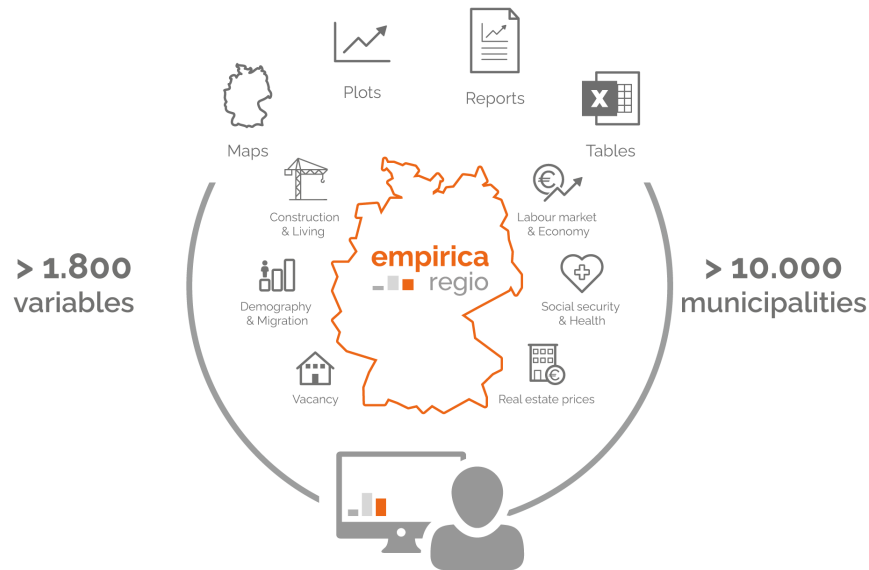 Plots
Reports
Maps
Tables
X
Construction
& Living
Labour market
& Economy
empirica
regio
> 1.800
variables
> 10.000
municipalities
Demography
& Migration
Social security
& Health
Vacancy
Real estate prices
€
€